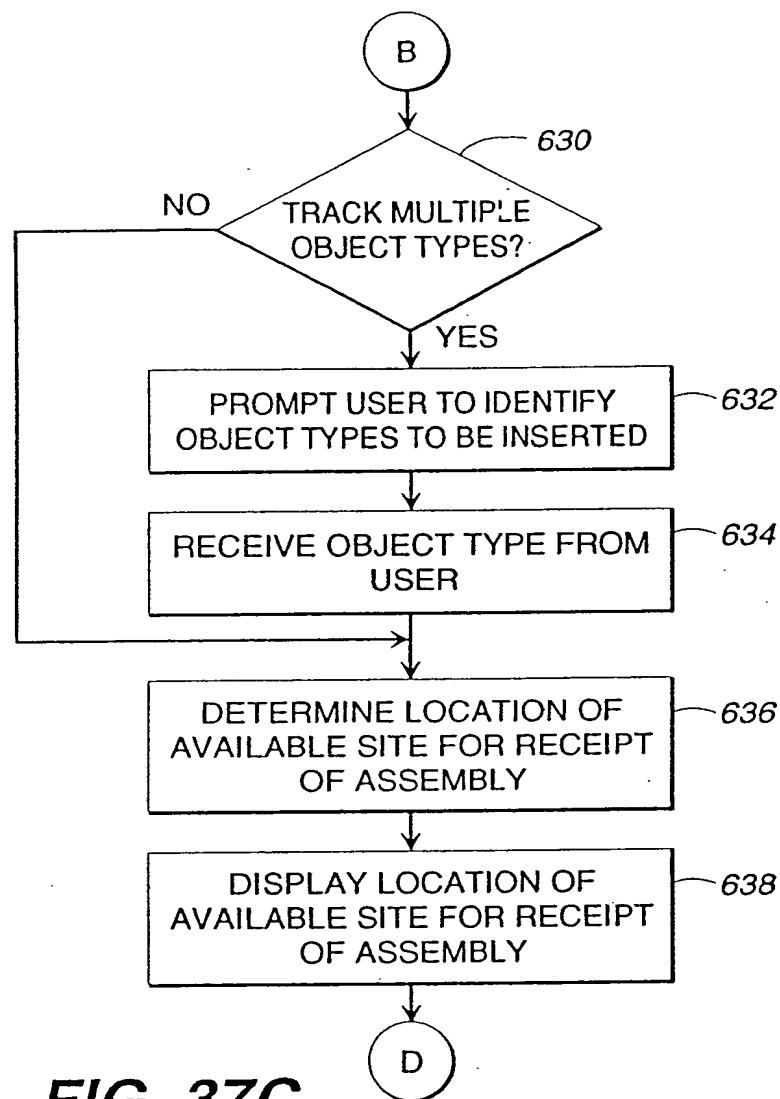 B
630
TRACK MULTIPLE
OBJECT TYPES?
NO
YES
PROMPT USER TO IDENTIFY
OBJECT TYPES TO BE INSERTED
632
RECEIVE OBJECT TYPE FROM
USER
634
DETERMINE LOCATION OF
AVAILABLE SITE FOR RECEIPT
OF ASSEMBLY
636
DISPLAY LOCATION OF
AVAILABLE SITE FOR RECEIPT
OF ASSEMBLY
638
D
FIG. 37C